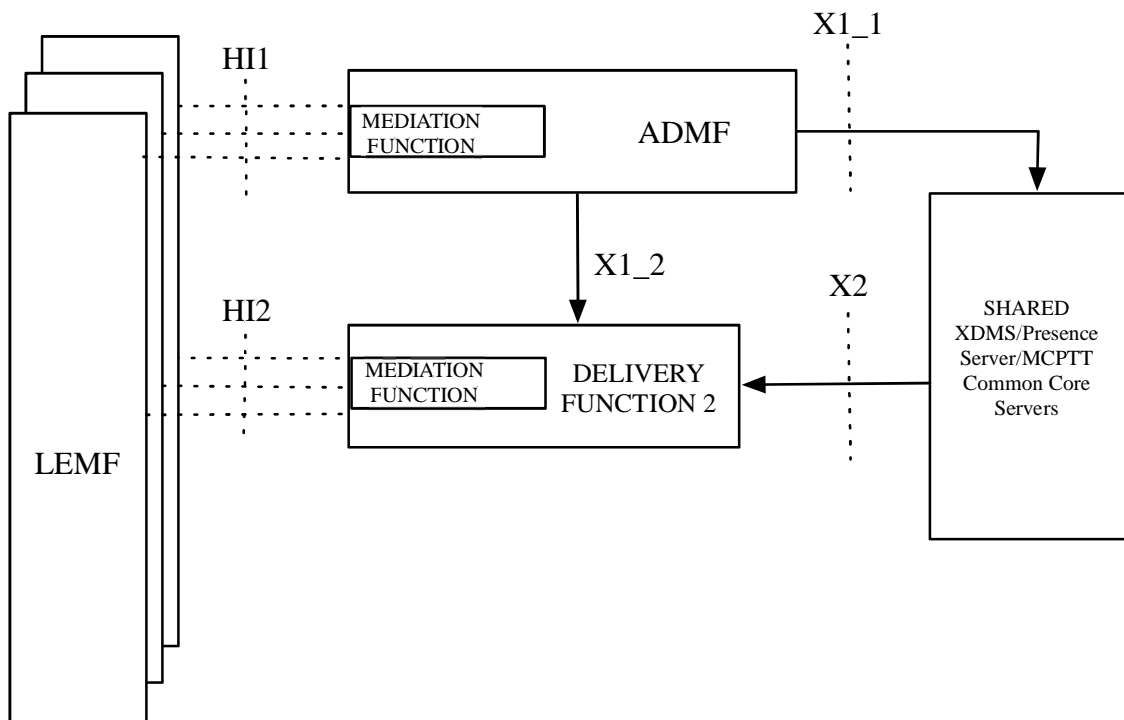 X1_1
HI1
MEDIATION
FUNCTION
ADMF
X1_2
HI2
X2
MEDIATION
FUNCTION
DELIVERY
FUNCTION 2
SHARED
XDMS/Presence
Server/MCPTT
Common Core
Servers
LEMF